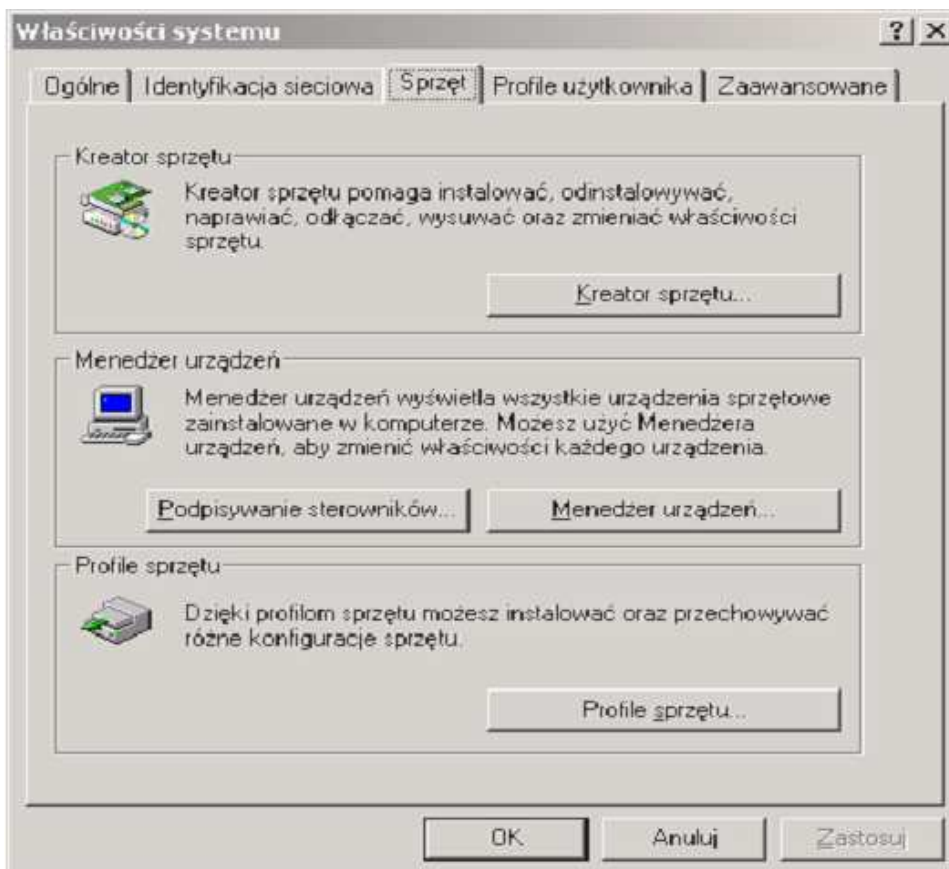 Właściwości systemu
Ogólne Identyfikacja sieciowa Sprzęt Profile użytkownika Zaawansowane
Kreator sprzętu
Kreator sprzętu pomaga instalować, odinstalowywać,
naprawiać, odłączać, wysuwać oraz zmieniać właściwości
sprzętu.
Kreator sprzętu...
Menedżer urządzeń
Menedżer urządzeń wyświetla wszystkie urządzenia sprzętowe
zainstalowane w komputerze. Możesz użyć Menedżera
urządzeń, aby zmienić właściwości każdego urządzenia.
Podpisywanie sterowników... Menedżer urządzeń...
Profile sprzętu
Dzięki profilom sprzętu możesz instalować oraz przechowywać
różne konfiguracje sprzętu.
Profile sprzętu...
OK Anuluj Zastosuj